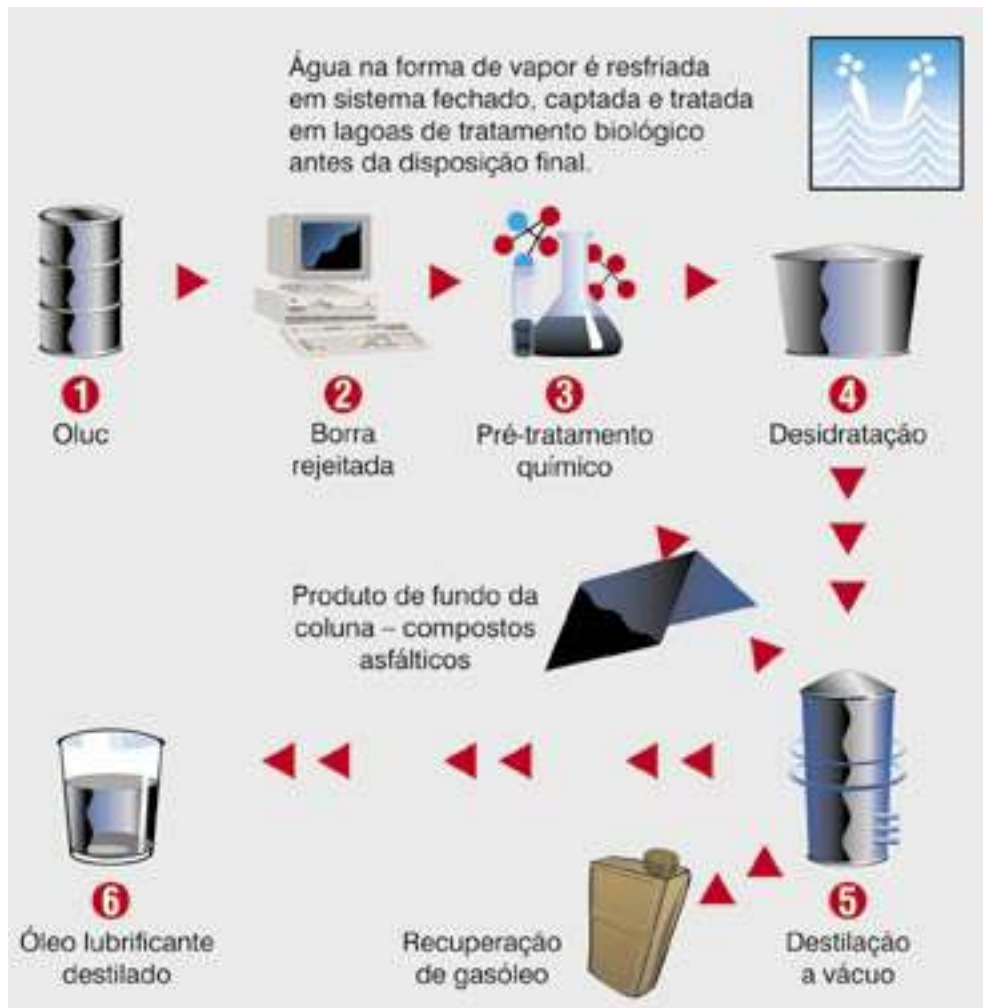 Água na forma de vapor é resfriada
em sistema fechado, captada e tratada
em lagoas de tratamento biológico
antes da disposição final.
1
Oluc
2
Borra
rejeitada
3
Pré-tratamento
químico
4
Desidratação
Produto de fundo da
coluna – compostos
asfálticos
6
Óleo lubrificante
destilado
Recuperação
de gasóleo
5
Destilação
a vácuo